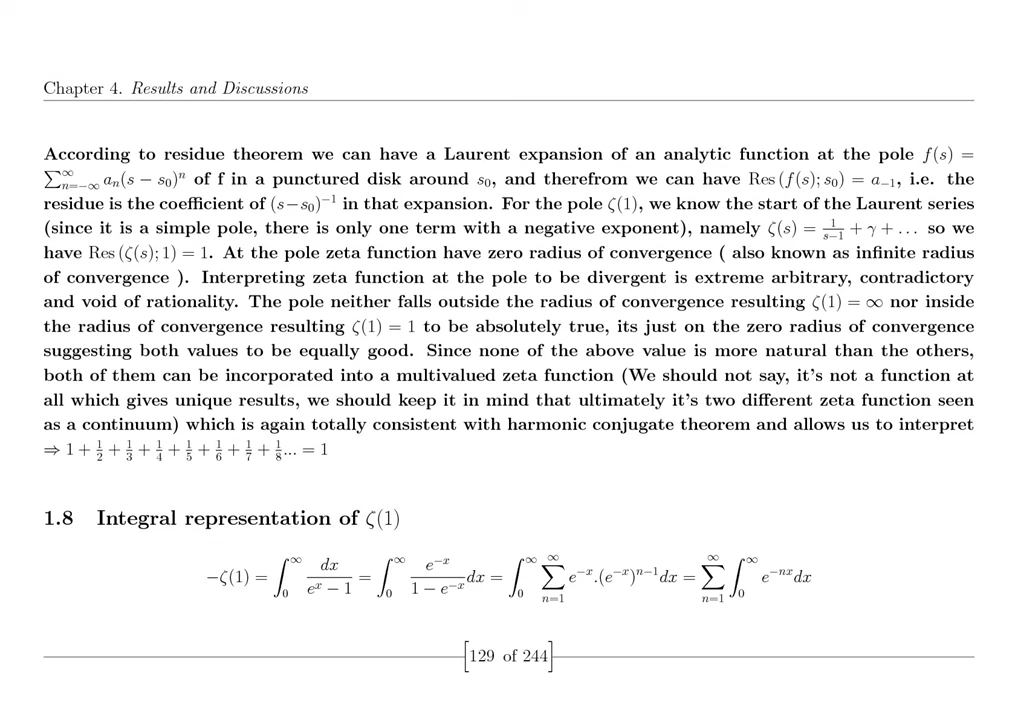 Chapter 4. Results and Discussions
According to residue theorem we can have a Laurent expansion of an analytic function at the pole f(s) =
∑_{n=−∞}^{∞} a_n(s − s_0)^n of f in a punctured disk around s_0, and therefrom we can have Res (f(s); s_0) = a_{−1}, i.e. the
residue is the coefficient of (s−s_0)^{−1} in that expansion. For the pole ζ(1), we know the start of the Laurent series
(since it is a simple pole, there is only one term with a negative exponent), namely ζ(s) = 1/(s−1) + γ + . . . so we
have Res (ζ(s); 1) = 1. At the pole zeta function have zero radius of convergence ( also known as infinite radius
of convergence ). Interpreting zeta function at the pole to be divergent is extreme arbitrary, contradictory
and void of rationality. The pole neither falls outside the radius of convergence resulting ζ(1) = ∞ nor inside
the radius of convergence resulting ζ(1) = 1 to be absolutely true, its just on the zero radius of convergence
suggesting both values to be equally good. Since none of the above value is more natural than the others,
both of them can be incorporated into a multivalued zeta function (We should not say, it's not a function at
all which gives unique results, we should keep it in mind that ultimately it's two different zeta function seen
as a continuum) which is again totally consistent with harmonic conjugate theorem and allows us to interpret
⇒ 1 + 1/2 + 1/3 + 1/4 + 1/5 + 1/6 + 1/7 + 1/8... = 1
1.8 Integral representation of ζ(1)
−ζ(1) = ∫_0^∞ dx/(e^x − 1) = ∫_0^∞ e^{−x}/(1 − e^{−x}) dx = ∫_0^∞ ∑_{n=1}^∞ e^{−x}.(e^{−x})^{n−1}dx = ∑_{n=1}^∞ ∫_0^∞ e^{−nx}dx
[129 of 244]